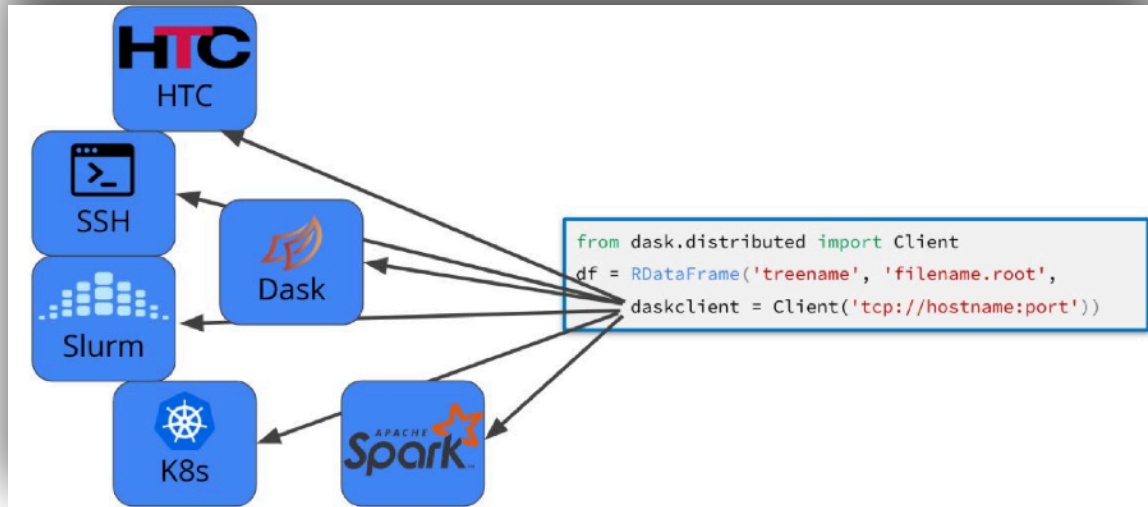 HTC
HTC
SSH
Dask
Slurm
K8s
APACHE
Spark
from dask.distributed import Client
df = RDataFrame('treename', 'filename.root',
daskclient = Client('tcp://hostname:port'))